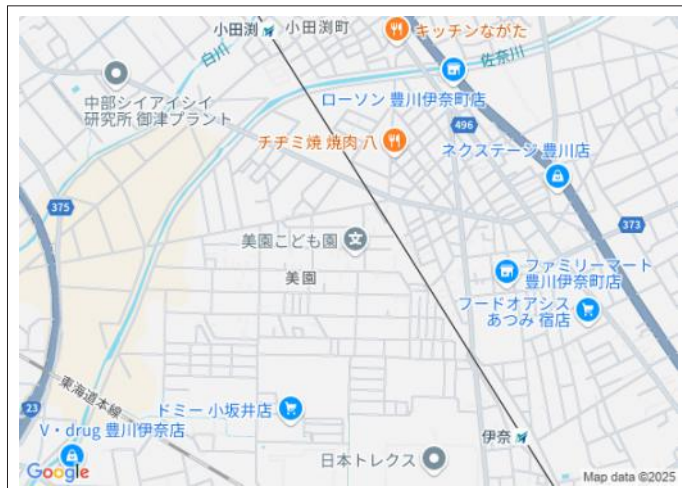 小田渕
小田渕町
キッチンながた
白川
佐奈川
中部シイアイシイ
研究所 御津プラント
ローソン 豊川伊奈町店
496
チヂミ焼 焼肉 八
ネクステージ 豊川店
375
373
美園こども園
美園
ファミリーマート
豊川伊奈町店
フードオアシス
あつみ 宿店
東海道本線
23
ドミー 小坂井店
V・drug 豊川伊奈店
伊奈
日本トレクス
Google
Map data ©2025